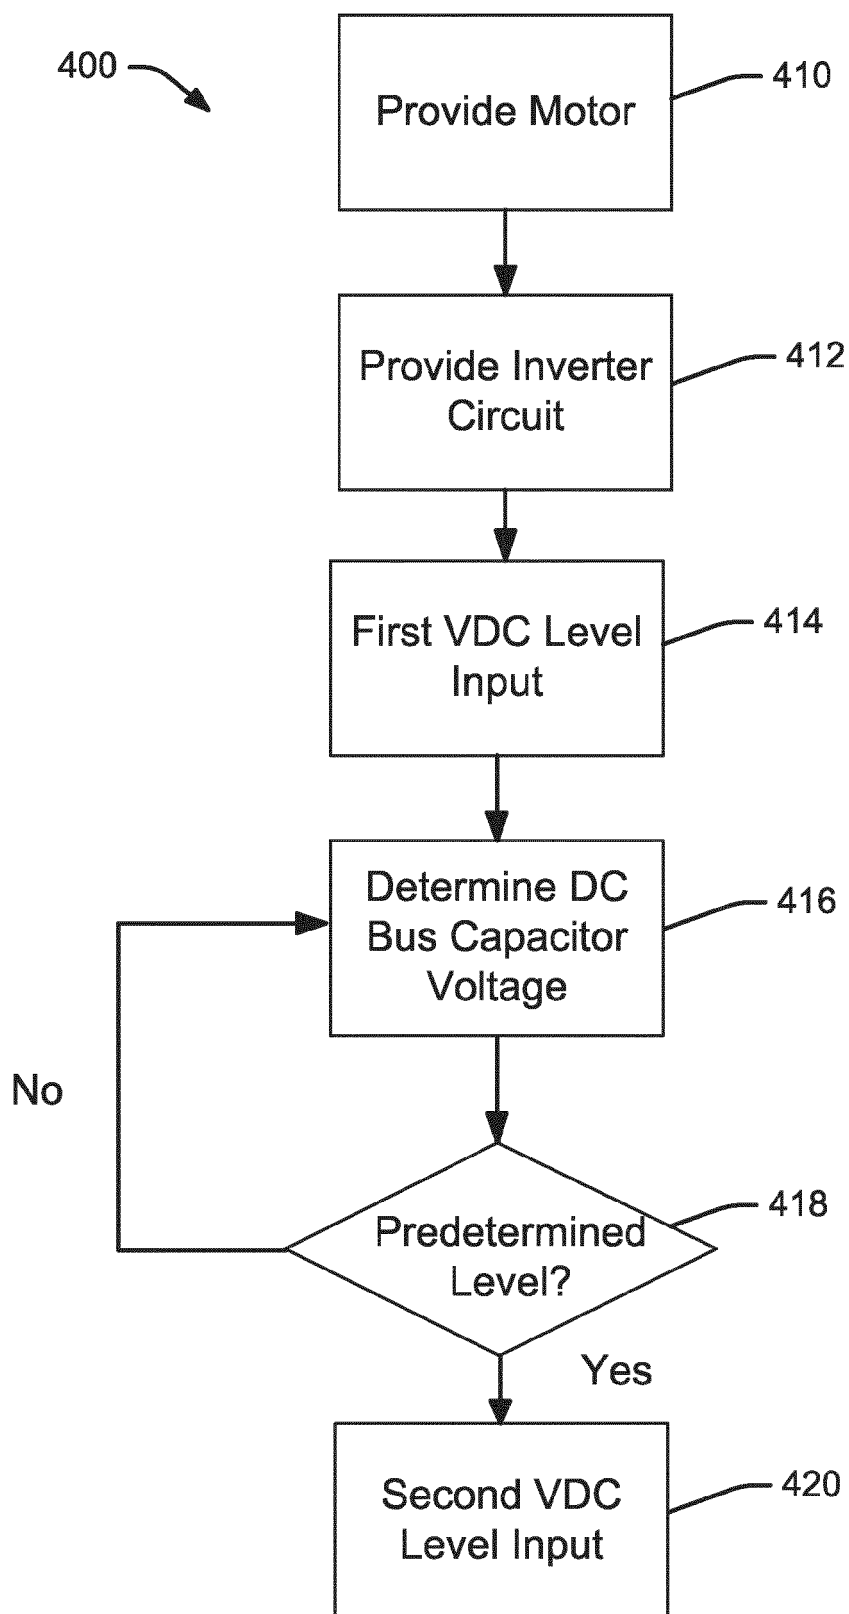 400
410
Provide Motor
412
Provide Inverter
Circuit
414
First VDC Level
Input
416
Determine DC
Bus Capacitor
Voltage
No
418
Predetermined
Level?
Yes
420
Second VDC
Level Input